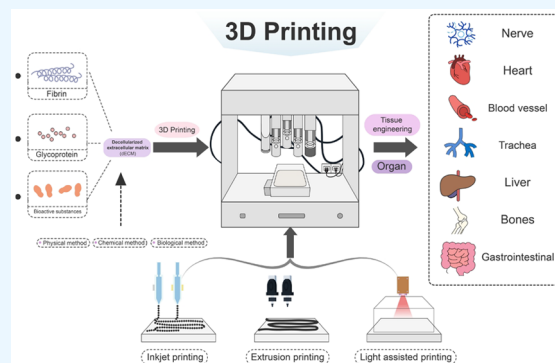 3D Printing
Fibrin
Glycoprotein
Bioactive substances
Decellularized
extracellular matrix
(dECM)
3D Printing
Tissue
engineering
Organ
Nerve
Heart
Blood vessel
Trachea
Liver
Bones
Gastrointestinal
+ Physical method
+ Chemical method
+ Biological method
Inkjet printing
Extrusion printing
Light assisted printing